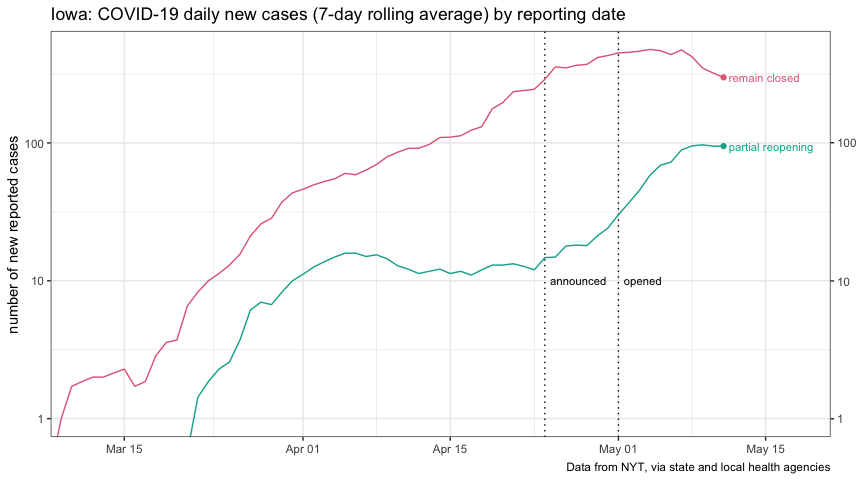 Iowa: COVID-19 daily new cases (7-day rolling average) by reporting date
number of new reported cases
100
10
1
remain closed
partial reopening
announced
opened
100
10
1
Mar 15
Apr 01
Apr 15
May 01
May 15
Data from NYT, via state and local health agencies